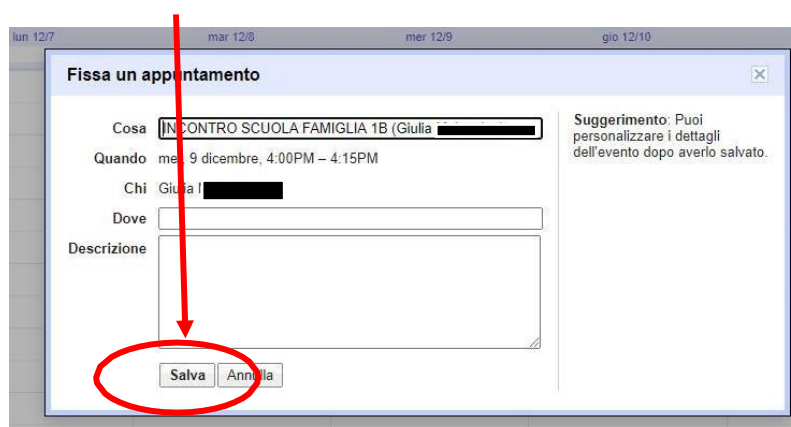 lun 12/7 mar 12/8 mer 12/9 gio 12/10
Fissa un appuntamento
Cosa INCONTRO SCUOLA FAMIGLIA 1B (Giulia
Quando mer, 9 dicembre, 4:00PM – 4:15PM
Chi Giulia
Dove
Descrizione
Salva Annulla
Suggerimento: Puoi
personalizzare i dettagli
dell'evento dopo averlo salvato.